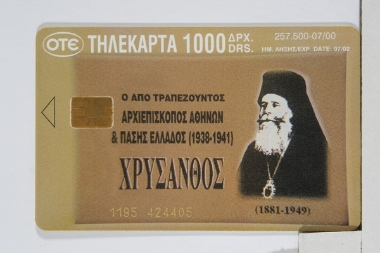 OTE ΤΗΛΕΚΑΡΤΑ 1000 ΔΡΧ. DRS. 257.500-07/00
ΗΜ. ΛΗΞΗΣ/EXP. DATE: 07/02
Ο ΑΠΟ ΤΡΑΠΕΖΟΥΝΤΟΣ
ΑΡΧΙΕΠΙΣΚΟΠΟΣ ΑΘΗΝΩΝ
& ΠΑΣΗΣ ΕΛΛΑΔΟΣ (1938-1941)
ΧΡΥΣΑΝΘΟΣ
(1881-1949)
1195 424405